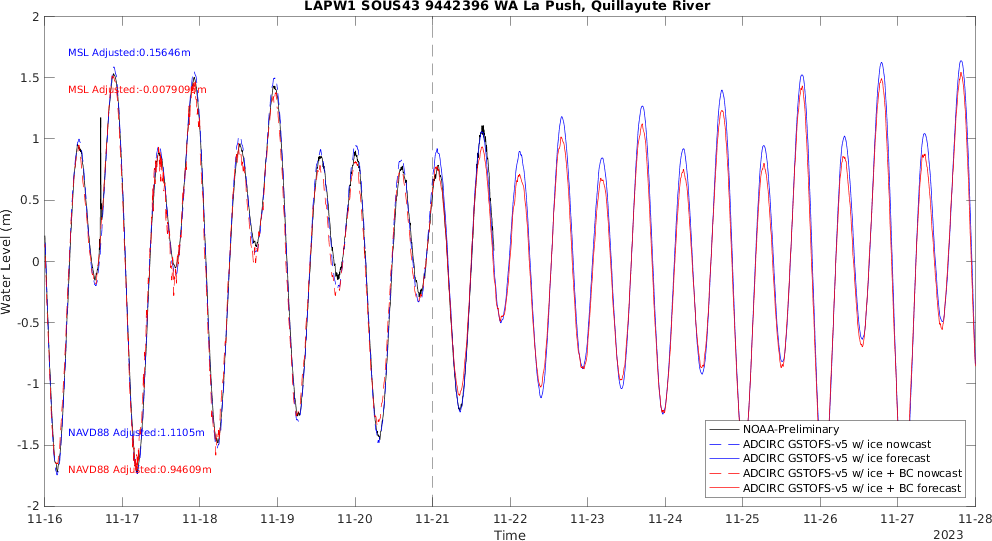 LAPW1 SOUS43 9442396 WA La Push, Quillayute River
MSL Adjusted:0.15646m
MSL Adjusted:-0.0079099m
NAVD88 Adjusted:1.1105m
NAVD88 Adjusted:0.94609m
Water Level (m)
2
1.5
1
0.5
0
-0.5
-1
-1.5
-2
NOAA-Preliminary
ADCIRC GSTOFS-v5 w/ ice nowcast
ADCIRC GSTOFS-v5 w/ ice forecast
ADCIRC GSTOFS-v5 w/ ice + BC nowcast
ADCIRC GSTOFS-v5 w/ ice + BC forecast
11-16 11-17 11-18 11-19 11-20 11-21 11-22 11-23 11-24 11-25 11-26 11-27 11-28
Time
2023